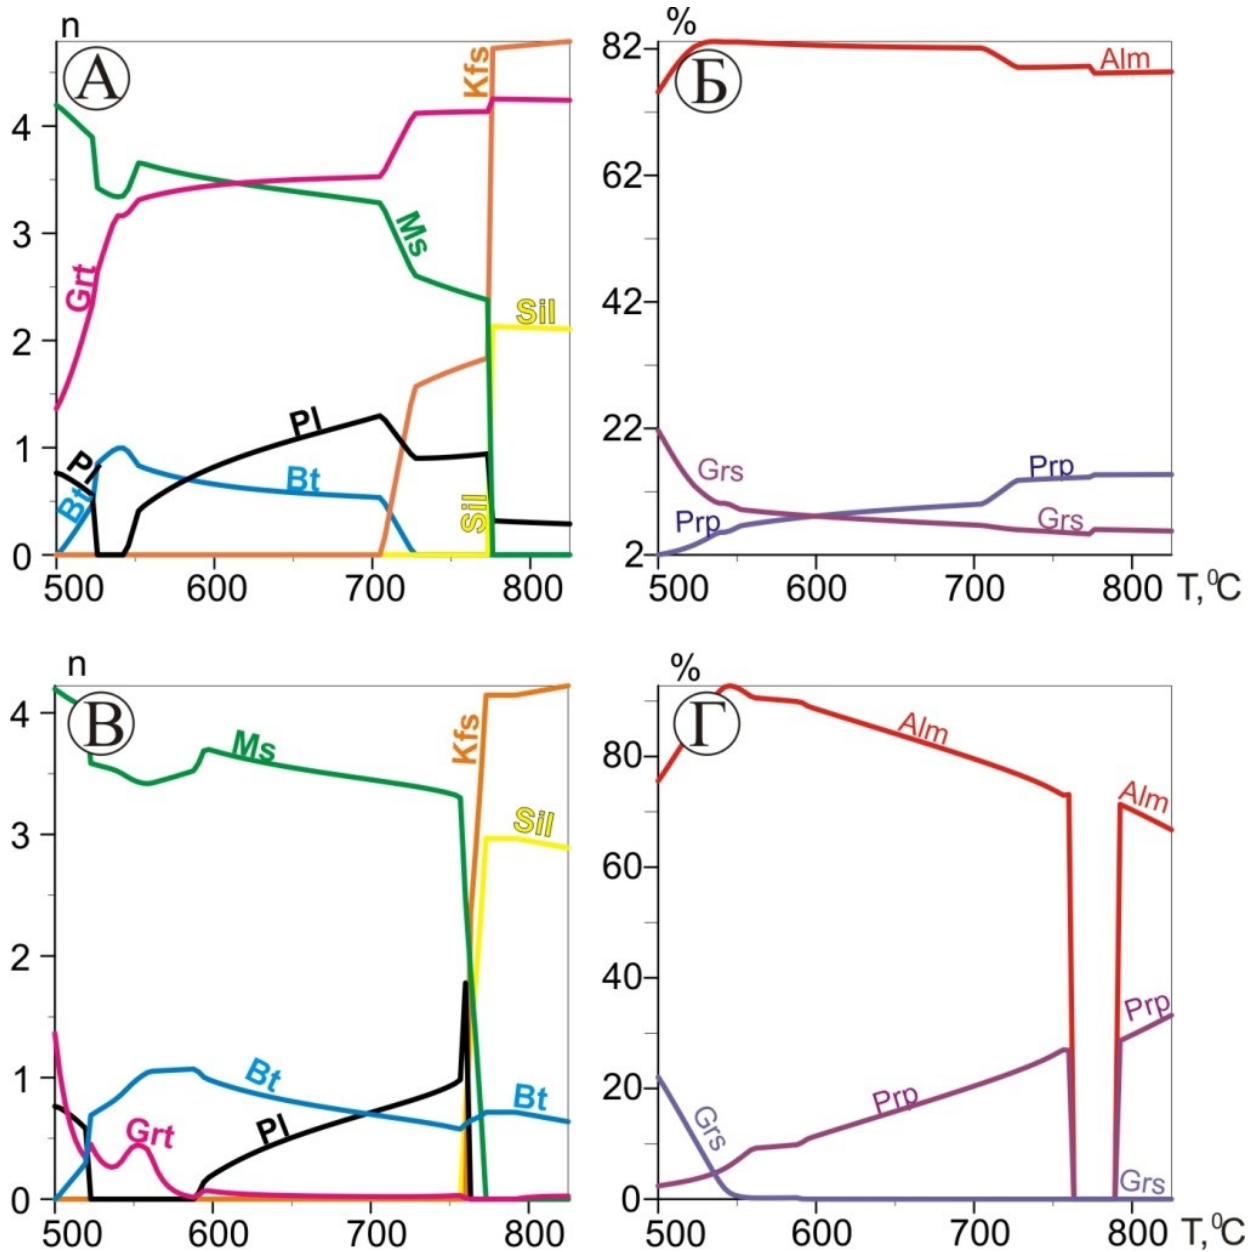 n
А
Kfs
4
3
Grt
Ms
2
Sil
Pl
1
Pl
Bt
Bt
Sil
0
500 600 700 800
%
82
Б
Alm
62
42
22
Grs
Prp
Prp
Grs
2
500 600 700 800 T, ⁰C
n
4
В
Ms
Kfs
3
Sil
2
1
Bt
Bt
Pl
Grt
0
500 600 700 800
%
Г
Alm
80
Alm
60
40
Prp
20
Prp
Grs
Grs
0
500 600 700 800 T, ⁰C